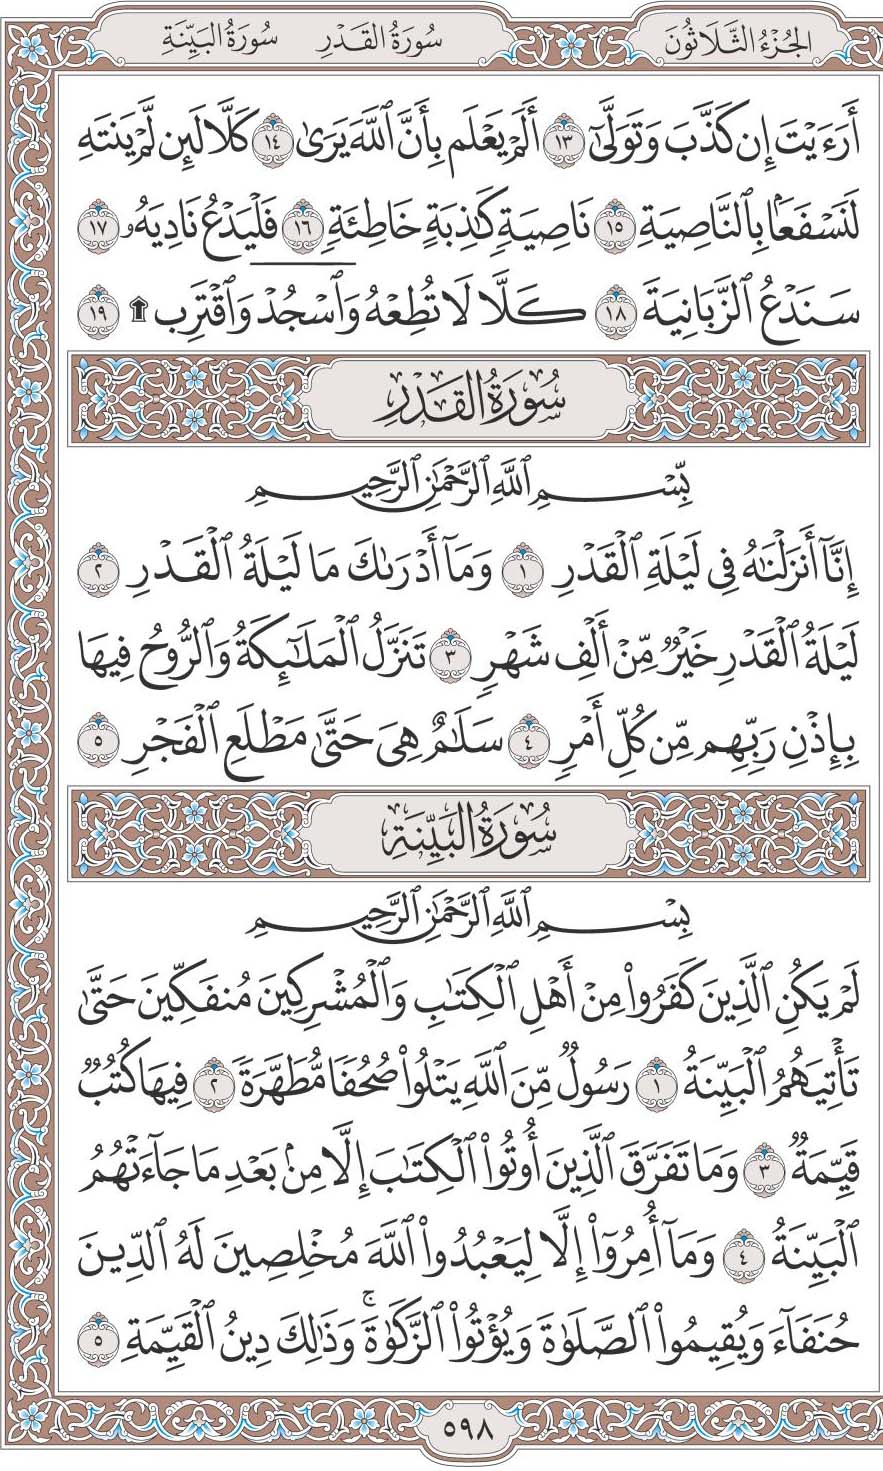 الجُزْءُ الثَّلَاثُونَ
سُورَةُ القَدْرِ سُورَةُ البَيِّنَةِ
أَرَءَيْتَ إِن كَذَّبَ وَتَوَلَّىٰٓ ١٣ أَلَمْ يَعْلَم بِأَنَّ ٱللَّهَ يَرَىٰ ١٤ كَلَّا لَئِن لَّمْ يَنتَهِ
لَنَسْفَعَۢا بِٱلنَّاصِيَةِ ١٥ نَاصِيَةٖ كَٰذِبَةٍ خَاطِئَةٖ ١٦ فَلْيَدْعُ نَادِيَهُۥ ١٧
سَنَدْعُ ٱلزَّبَانِيَةَ ١٨ كَلَّا لَا تُطِعْهُ وَٱسْجُدْۤ وَٱقْتَرِب۩ ١٩
سُورَةُ القَدْرِ
بِّسْمِ ٱللَّهِ ٱلرَّحْمَٰنِ ٱلرَّحِيمِ
إِنَّآ أَنزَلْنَٰهُ فِي لَيْلَةِ ٱلْقَدْرِ ١ وَمَآ أَدْرَىٰكَ مَا لَيْلَةُ ٱلْقَدْرِ ٢
لَيْلَةُ ٱلْقَدْرِ خَيْرٞ مِّنْ أَلْفِ شَهْرٖ ٣ تَنَزَّلُ ٱلْمَلَٰٓئِكَةُ وَٱلرُّوحُ فِيهَا
بِإِذْنِ رَبِّهِم مِّن كُلِّ أَمْرٖ ٤ سَلَٰمٌ هِيَ حَتَّىٰ مَطْلَعِ ٱلْفَجْرِ ٥
سُورَةُ البَيِّنَةِ
بِسْمِ ٱللَّهِ ٱلرَّحْمَٰنِ ٱلرَّحِيمِ
لَمْ يَكُنِ ٱلَّذِينَ كَفَرُواْ مِنْ أَهْلِ ٱلْكِتَٰبِ وَٱلْمُشْرِكِينَ مُنفَكِّينَ حَتَّىٰ
تَأْتِيَهُمُ ٱلْبَيِّنَةُ ١ رَسُولٞ مِّنَ ٱللَّهِ يَتْلُواْ صُحُفٗا مُّطَهَّرَةٗ ٢ فِيهَا كُتُبٞ
قَيِّمَةٞ ٣ وَمَا تَفَرَّقَ ٱلَّذِينَ أُوتُواْ ٱلْكِتَٰبَ إِلَّا مِنۢ بَعْدِ مَا جَآءَتْهُمُ
ٱلْبَيِّنَةُ ٤ وَمَآ أُمِرُوٓاْ إِلَّا لِيَعْبُدُواْ ٱللَّهَ مُخْلِصِينَ لَهُ ٱلدِّينَ
حُنَفَآءَ وَيُقِيمُواْ ٱلصَّلَوٰةَ وَيُؤْتُواْ ٱلزَّكَوٰةَۚ وَذَٰلِكَ دِينُ ٱلْقَيِّمَةِ ٥
٥٩٨